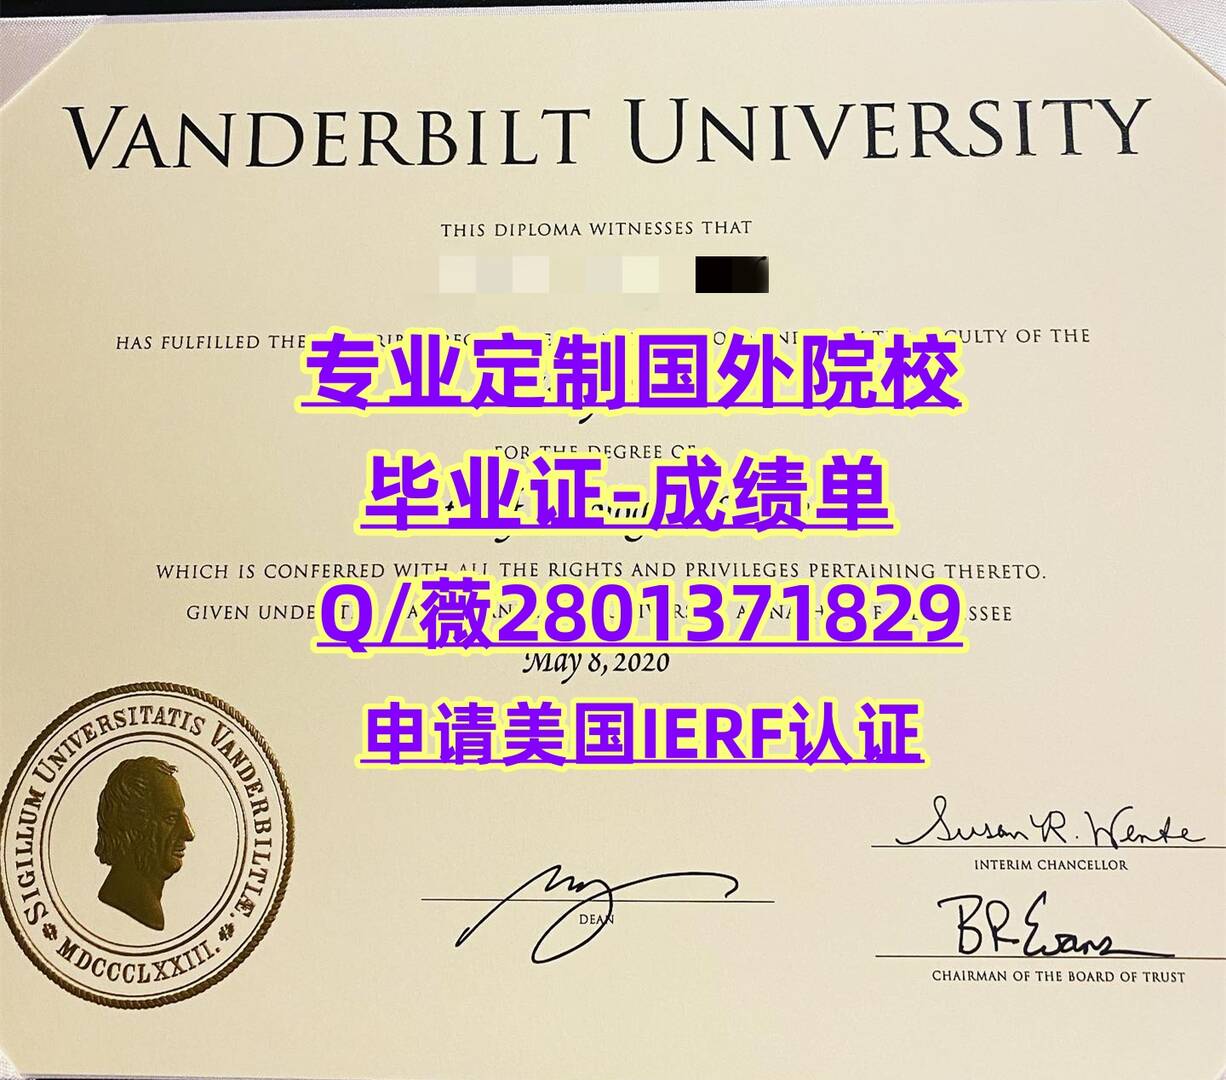 VANDERBILT UNIVERSITY
THIS DIPLOMA WITNESSES THAT
HAS FULFILLED THE OF THE
专业定制国外院校
FOR THE DEGREE OF
毕业证-成绩单
WHICH IS CONFERRED WITH ALL THE RIGHTS AND PRIVILEGES PERTAINING THERETO.
GIVEN
Q/薇2801371829
May 8, 2020
申请美国IERF认证
SIGILLUM UNIVERSITATIS VANDERBILTIÆ.
MDCCCLXXIII.
Susan R. Wente
INTERIM CHANCELLOR
DEAN
BR Evans
CHAIRMAN OF THE BOARD OF TRUST